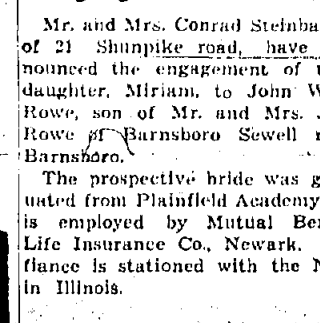 Mr. and Mrs. Conrad Steinba
of 21 Shunpike road, have
nounced the engagement of
daughter, Miriam, to John W
Rowe, son of Mr. and Mrs.
Rowe of Barnsboro Sewell
Barnsboro.
The prospective bride was g
uated from Plainfield Academy
is employed by Mutual Be
Life Insurance Co., Newark.
fiance is stationed with the N
in Illinois.